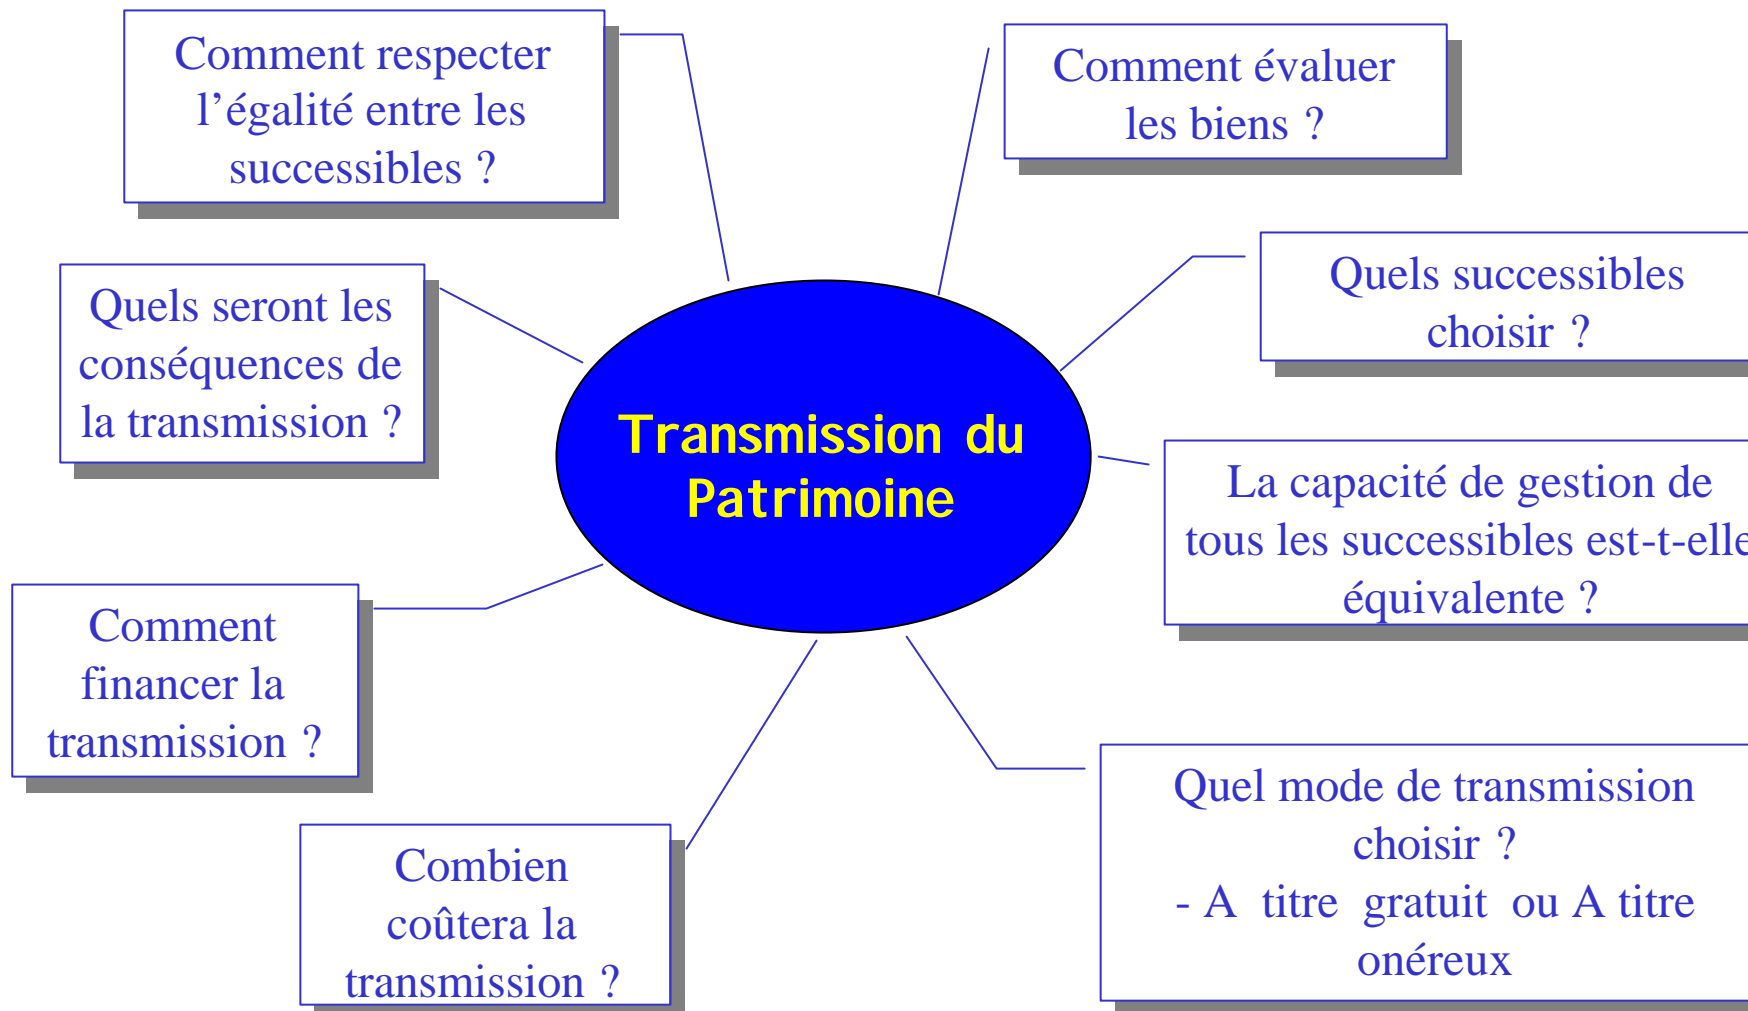 Comment respecter
l’égalité entre les
successibles ?
Comment évaluer
les biens ?
Quels seront les
conséquences de
la transmission ?
Quels successibles
choisir ?
Transmission du
Patrimoine
La capacité de gestion de
tous les successibles est-t-elle
équivalente ?
Comment
financer la
transmission ?
Quel mode de transmission
choisir ?
- A titre gratuit ou A titre
onéreux
Combien
coûtera la
transmission ?